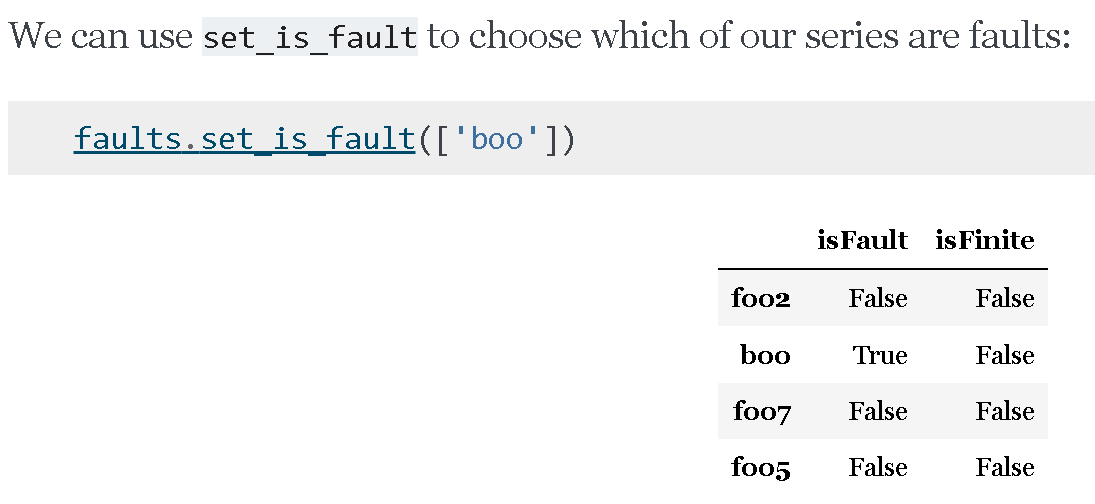 We can use set_is_fault to choose which of our series are faults:
faults.set_is_fault(['boo'])
isFault isFinite
foo2 False False
boo True False
foo7 False False
foo5 False False